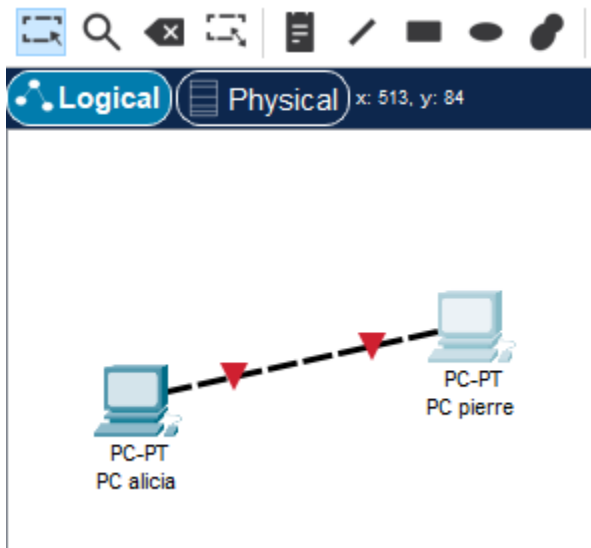 Logical Physical x: 513, y: 84
PC-PT
PC pierre
PC-PT
PC alicia